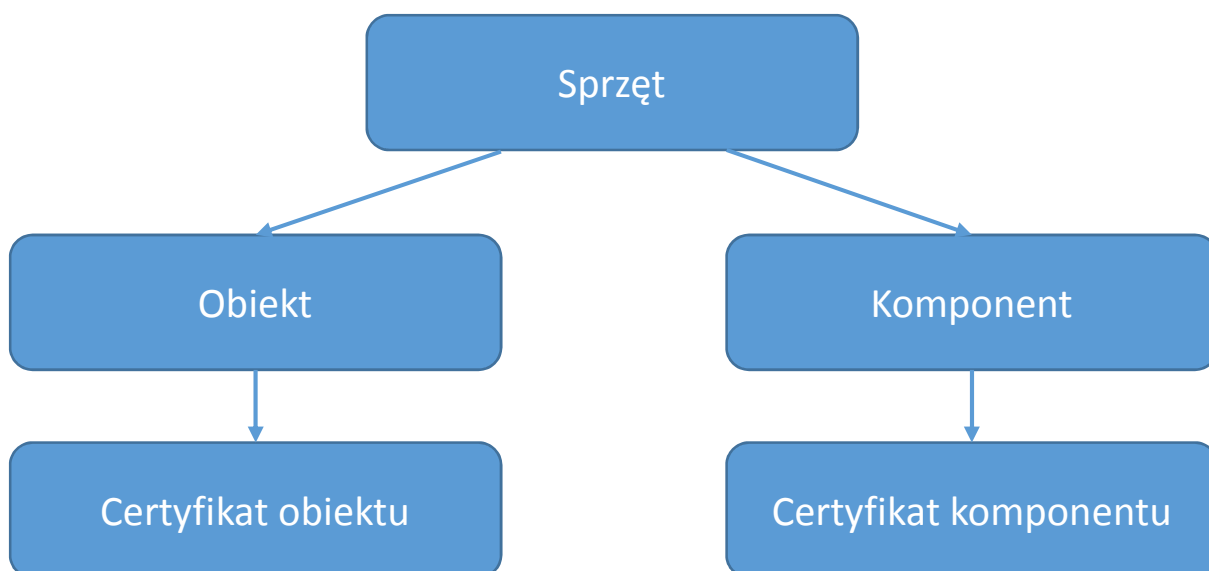 Sprzęt
Obiekt
Komponent
Certyfikat obiektu
Certyfikat komponentu